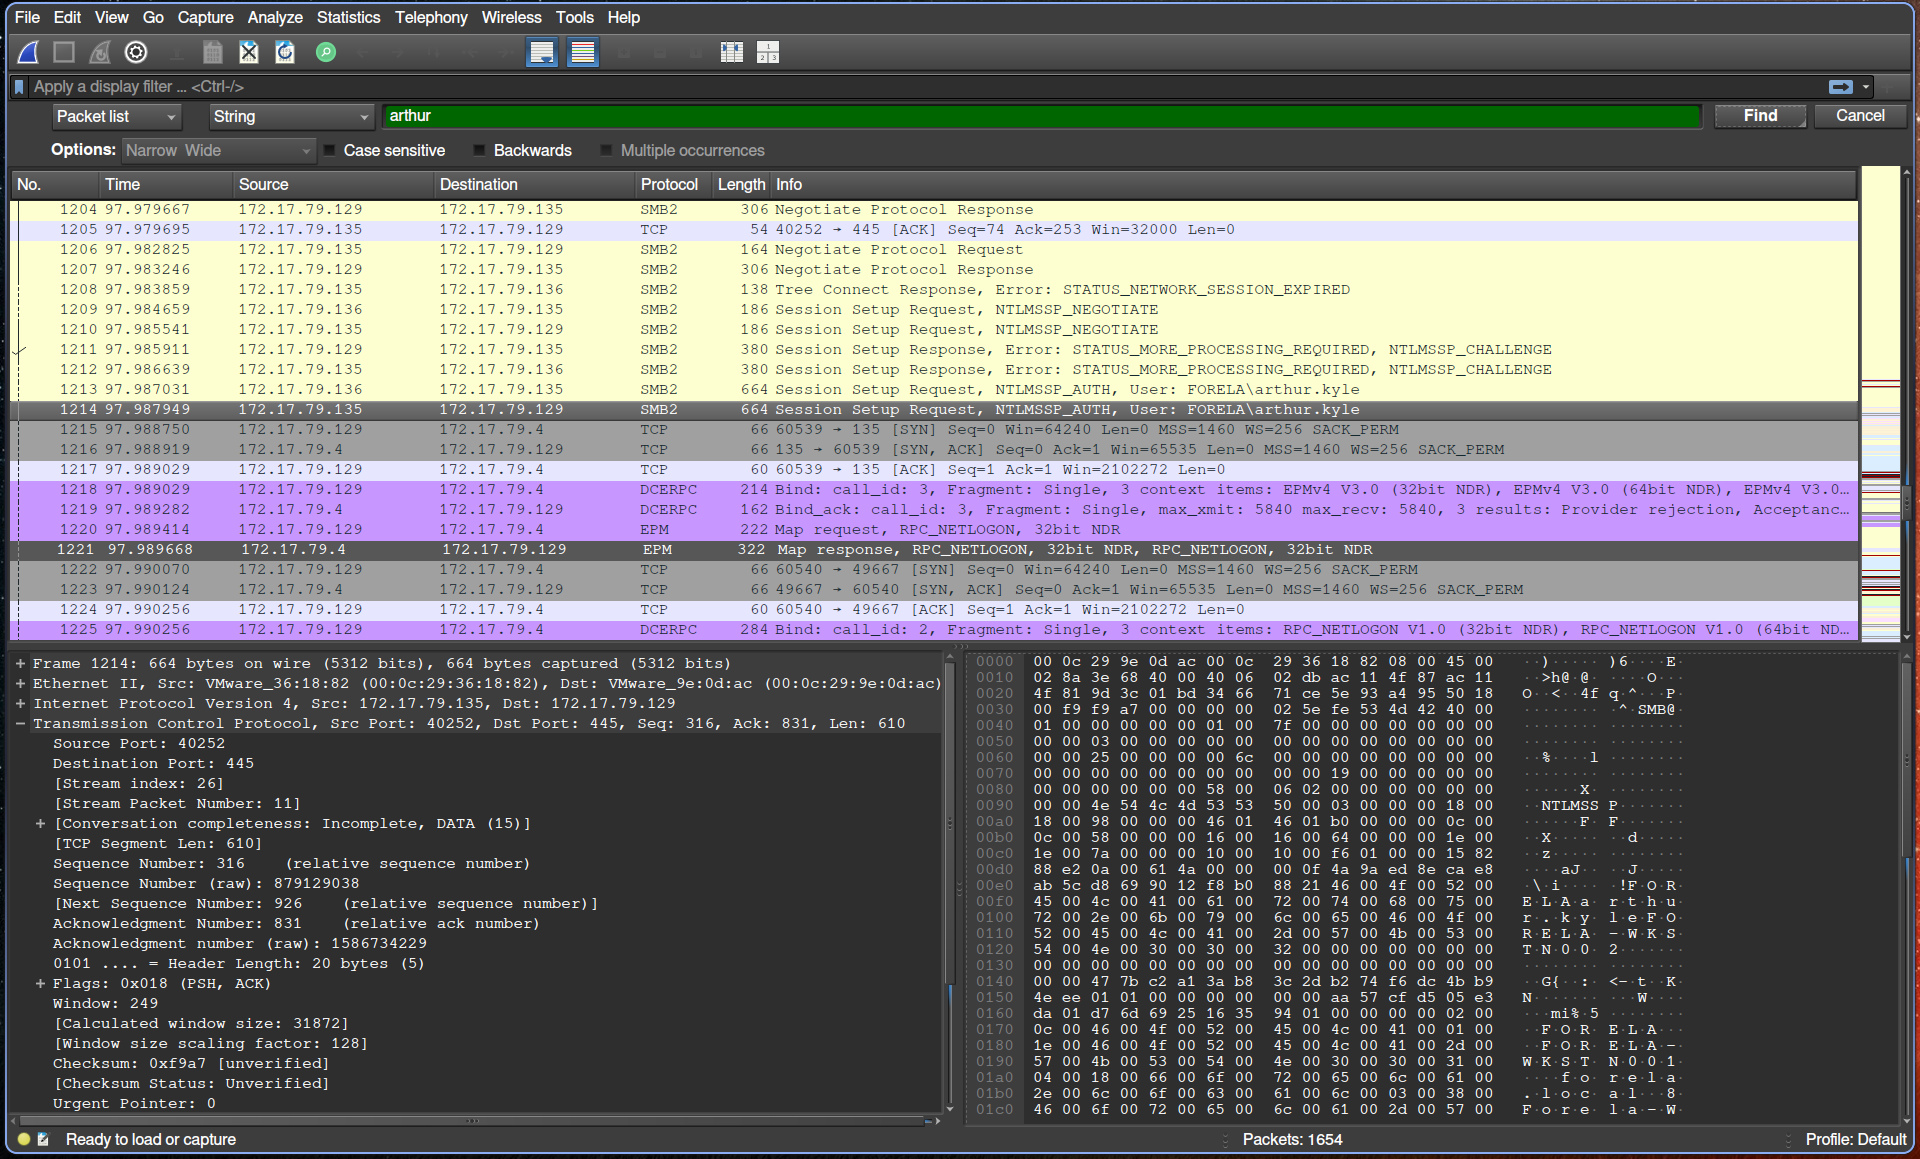 File Edit View Go Capture Analyze Statistics Telephony Wireless Tools Help
Apply a display filter ... <Ctrl-/>
Packet list String arthur Find Cancel
Options: Narrow Wide Case sensitive Backwards Multiple occurrences
No. Time Source Destination Protocol Length Info
1204 97.979667 172.17.79.129 172.17.79.135 SMB2 306 Negotiate Protocol Response
1205 97.979695 172.17.79.135 172.17.79.129 TCP 54 40252 → 445 [ACK] Seq=74 Ack=253 Win=32000 Len=0
1206 97.982825 172.17.79.135 172.17.79.129 SMB2 164 Negotiate Protocol Request
1207 97.983246 172.17.79.129 172.17.79.135 SMB2 306 Negotiate Protocol Response
1208 97.983859 172.17.79.135 172.17.79.136 SMB2 138 Tree Connect Response, Error: STATUS_NETWORK_SESSION_EXPIRED
1209 97.984659 172.17.79.136 172.17.79.135 SMB2 186 Session Setup Request, NTLMSSP_NEGOTIATE
1210 97.985541 172.17.79.135 172.17.79.129 SMB2 186 Session Setup Request, NTLMSSP_NEGOTIATE
1211 97.985911 172.17.79.129 172.17.79.135 SMB2 380 Session Setup Response, Error: STATUS_MORE_PROCESSING_REQUIRED, NTLMSSP_CHALLENGE
1212 97.986639 172.17.79.135 172.17.79.136 SMB2 380 Session Setup Response, Error: STATUS_MORE_PROCESSING_REQUIRED, NTLMSSP_CHALLENGE
1213 97.987031 172.17.79.136 172.17.79.135 SMB2 664 Session Setup Request, NTLMSSP_AUTH, User: FORELA\arthur.kyle
1214 97.987949 172.17.79.135 172.17.79.129 SMB2 664 Session Setup Request, NTLMSSP_AUTH, User: FORELA\arthur.kyle
1215 97.988750 172.17.79.129 172.17.79.4 TCP 66 60539 → 135 [SYN] Seq=0 Win=64240 Len=0 MSS=1460 WS=256 SACK_PERM
1216 97.988919 172.17.79.4 172.17.79.129 TCP 66 135 → 60539 [SYN, ACK] Seq=0 Ack=1 Win=65535 Len=0 MSS=1460 WS=256 SACK_PERM
1217 97.989029 172.17.79.129 172.17.79.4 TCP 60 60539 → 135 [ACK] Seq=1 Ack=1 Win=2102272 Len=0
1218 97.989029 172.17.79.129 172.17.79.4 DCERPC 214 Bind: call_id: 3, Fragment: Single, 3 context items: EPMv4 V3.0 (32bit NDR), EPMv4 V3.0 (64bit NDR), EPMv4 V3.0…
1219 97.989282 172.17.79.4 172.17.79.129 DCERPC 162 Bind_ack: call_id: 3, Fragment: Single, max_xmit: 5840 max_recv: 5840, 3 results: Provider rejection, Acceptanc…
1220 97.989414 172.17.79.129 172.17.79.4 EPM 222 Map request, RPC_NETLOGON, 32bit NDR
1221 97.989668 172.17.79.4 172.17.79.129 EPM 322 Map response, RPC_NETLOGON, 32bit NDR, RPC_NETLOGON, 32bit NDR
1222 97.990070 172.17.79.129 172.17.79.4 TCP 66 60540 → 49667 [SYN] Seq=0 Win=64240 Len=0 MSS=1460 WS=256 SACK_PERM
1223 97.990124 172.17.79.4 172.17.79.129 TCP 66 49667 → 60540 [SYN, ACK] Seq=0 Ack=1 Win=65535 Len=0 MSS=1460 WS=256 SACK_PERM
1224 97.990256 172.17.79.129 172.17.79.4 TCP 60 60540 → 49667 [ACK] Seq=1 Ack=1 Win=2102272 Len=0
1225 97.990256 172.17.79.129 172.17.79.4 DCERPC 284 Bind: call_id: 2, Fragment: Single, 3 context items: RPC_NETLOGON V1.0 (32bit NDR), RPC_NETLOGON V1.0 (64bit ND…
+ Frame 1214: 664 bytes on wire (5312 bits), 664 bytes captured (5312 bits)
+ Ethernet II, Src: VMware_36:18:82 (00:0c:29:36:18:82), Dst: VMware_9e:0d:ac (00:0c:29:9e:0d:ac)
+ Internet Protocol Version 4, Src: 172.17.79.135, Dst: 172.17.79.129
− Transmission Control Protocol, Src Port: 40252, Dst Port: 445, Seq: 316, Ack: 831, Len: 610
Source Port: 40252
Destination Port: 445
[Stream index: 26]
[Stream Packet Number: 11]
+ [Conversation completeness: Incomplete, DATA (15)]
[TCP Segment Len: 610]
Sequence Number: 316 (relative sequence number)
Sequence Number (raw): 879129038
[Next Sequence Number: 926 (relative sequence number)]
Acknowledgment Number: 831 (relative ack number)
Acknowledgment number (raw): 1586734229
0101 .... = Header Length: 20 bytes (5)
+ Flags: 0x018 (PSH, ACK)
Window: 249
[Calculated window size: 31872]
[Window size scaling factor: 128]
Checksum: 0xf9a7 [unverified]
[Checksum Status: Unverified]
Urgent Pointer: 0
0000 00 0c 29 9e 0d ac 00 0c 29 36 18 82 08 00 45 00 ··)····· )6····E·
0010 02 8a 3e 68 40 00 40 06 02 db ac 11 4f 87 ac 11 ··>h@·@· ····O···
0020 4f 81 9d 3c 01 bd 34 66 71 ce 5e 93 a4 95 50 18 O··<··4f q·^···P·
0030 00 f9 f9 a7 00 00 00 00 02 5e fe 53 4d 42 40 00 ········ ·^·SMB@·
0040 01 00 00 00 00 00 01 00 7f 00 00 00 00 00 00 00 ········ ········
0050 00 00 03 00 00 00 00 00 00 00 00 00 00 00 00 00 ········ ········
0060 00 00 25 00 00 00 00 6c 00 00 00 00 00 00 00 00 ··%····l ········
0070 00 00 00 00 00 00 00 00 00 00 19 00 00 00 00 00 ········ ········
0080 00 00 00 00 00 00 58 00 06 02 00 00 00 00 00 00 ······X· ········
0090 00 00 4e 54 4c 4d 53 53 50 00 03 00 00 00 18 00 ··NTLMSS P·······
00a0 18 00 98 00 00 00 46 01 46 01 b0 00 00 00 0c 00 ······F· F·······
00b0 0c 00 58 00 00 00 16 00 16 00 64 00 00 00 1e 00 ··X····· ··d·····
00c0 1e 00 7a 00 00 00 10 00 10 00 f6 01 00 00 15 82 ··z····· ········
00d0 88 e2 0a 00 61 4a 00 00 00 0f 4a 9a ed 8e ca e8 ····aJ·· ··J·····
00e0 ab 5c d8 69 90 12 f8 b0 88 21 46 00 4f 00 52 00 ·\·i···· ·!F·O·R·
00f0 45 00 4c 00 41 00 61 00 72 00 74 00 68 00 75 00 E·L·A·a· r·t·h·u·
0100 72 00 2e 00 6b 00 79 00 6c 00 65 00 46 00 4f 00 r·.·k·y· l·e·F·O·
0110 52 00 45 00 4c 00 41 00 2d 00 57 00 4b 00 53 00 R·E·L·A· -·W·K·S·
0120 54 00 4e 00 30 00 30 00 32 00 00 00 00 00 00 00 T·N·0·0· 2·······
0130 00 00 00 00 00 00 00 00 00 00 00 00 00 00 00 00 ········ ········
0140 00 00 47 7b c2 a1 3a b8 3c 2d b2 74 f6 dc 4b b9 ··G{··:· <-·t··K·
0150 4e ee 01 01 00 00 00 00 00 00 aa 57 cf d5 05 e3 N······· ···W····
0160 da 01 d7 6d 69 25 16 35 94 01 00 00 00 00 02 00 ···mi%·5 ········
0170 0c 00 46 00 4f 00 52 00 45 00 4c 00 41 00 01 00 ··F·O·R· E·L·A···
0180 1e 00 46 00 4f 00 52 00 45 00 4c 00 41 00 2d 00 ··F·O·R· E·L·A·-·
0190 57 00 4b 00 53 00 54 00 4e 00 30 00 30 00 31 00 W·K·S·T· N·0·0·1·
01a0 04 00 18 00 66 00 6f 00 72 00 65 00 6c 00 61 00 ····f·o· r·e·l·a·
01b0 2e 00 6c 00 6f 00 63 00 61 00 6c 00 03 00 38 00 .·l·o·c· a·l···8·
01c0 46 00 6f 00 72 00 65 00 6c 00 61 00 2d 00 57 00 F·o·r·e· l·a·-·W·
Ready to load or capture Packets: 1654 Profile: Default